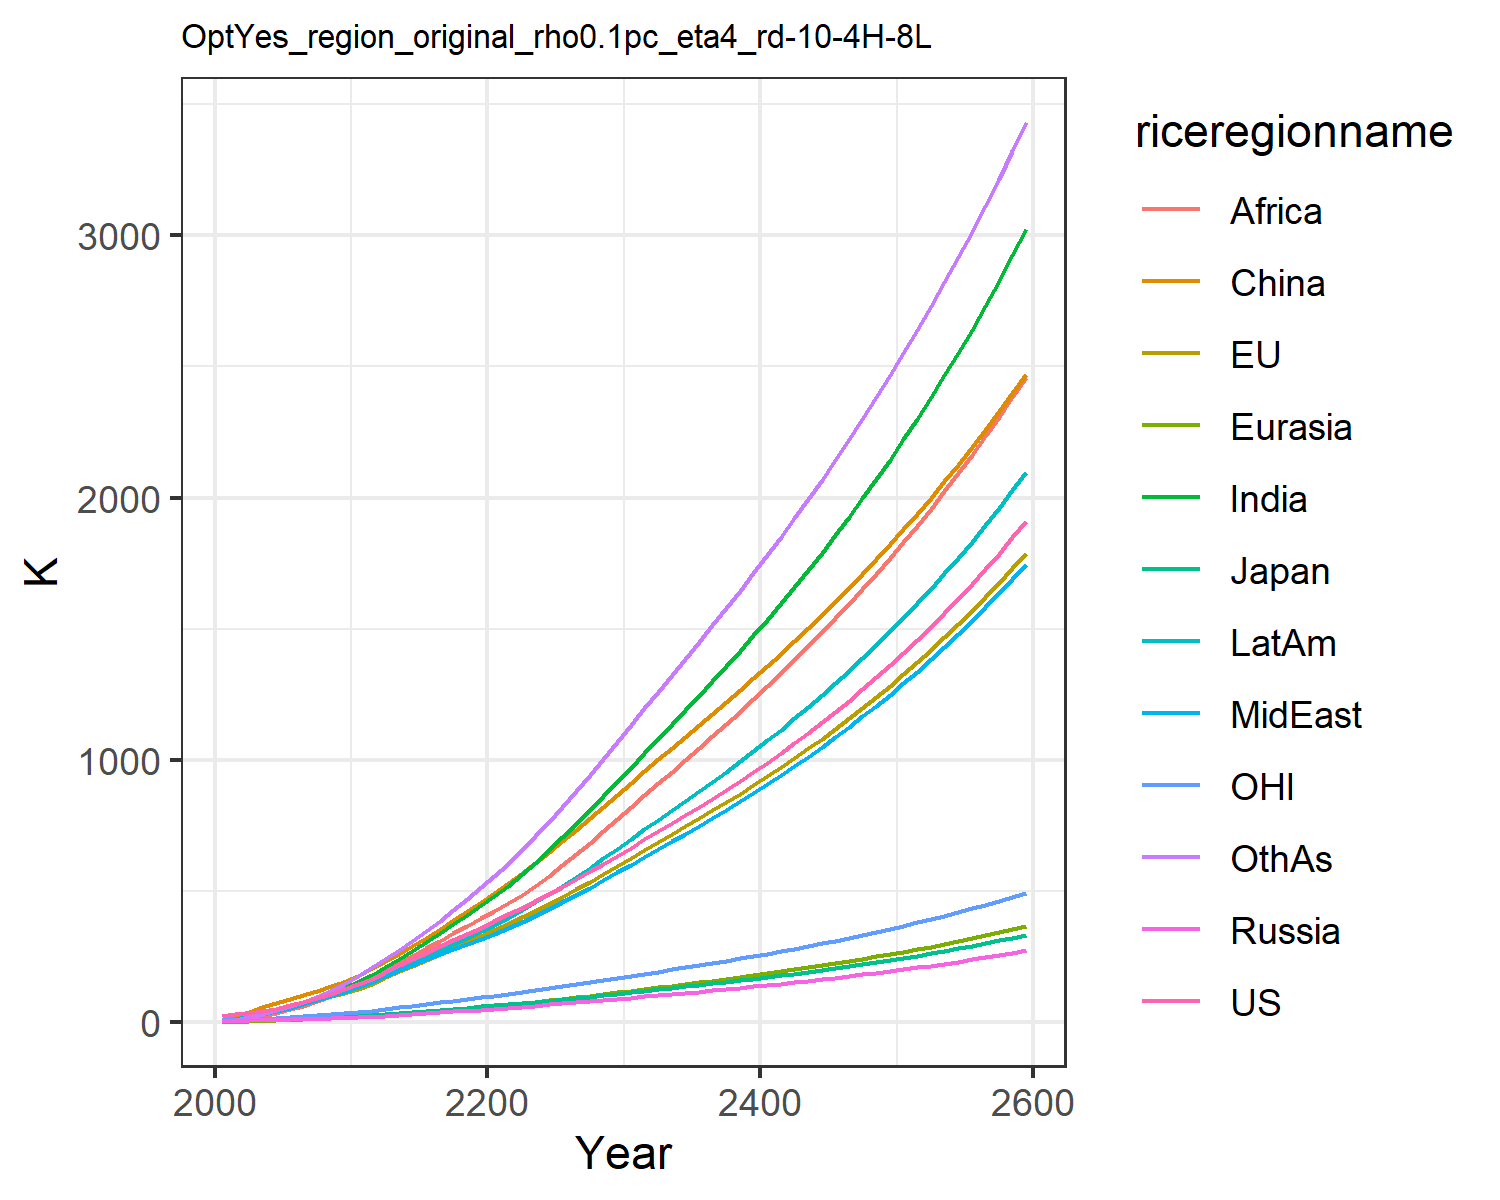 OptYes_region_original_rho0.1pc_eta4_rd-10-4H-8L
riceregionname
Africa
China
EU
Eurasia
India
Japan
LatAm
MidEast
OHI
OthAs
Russia
US
K
3000
2000
1000
0
2000 2200 2400 2600
Year